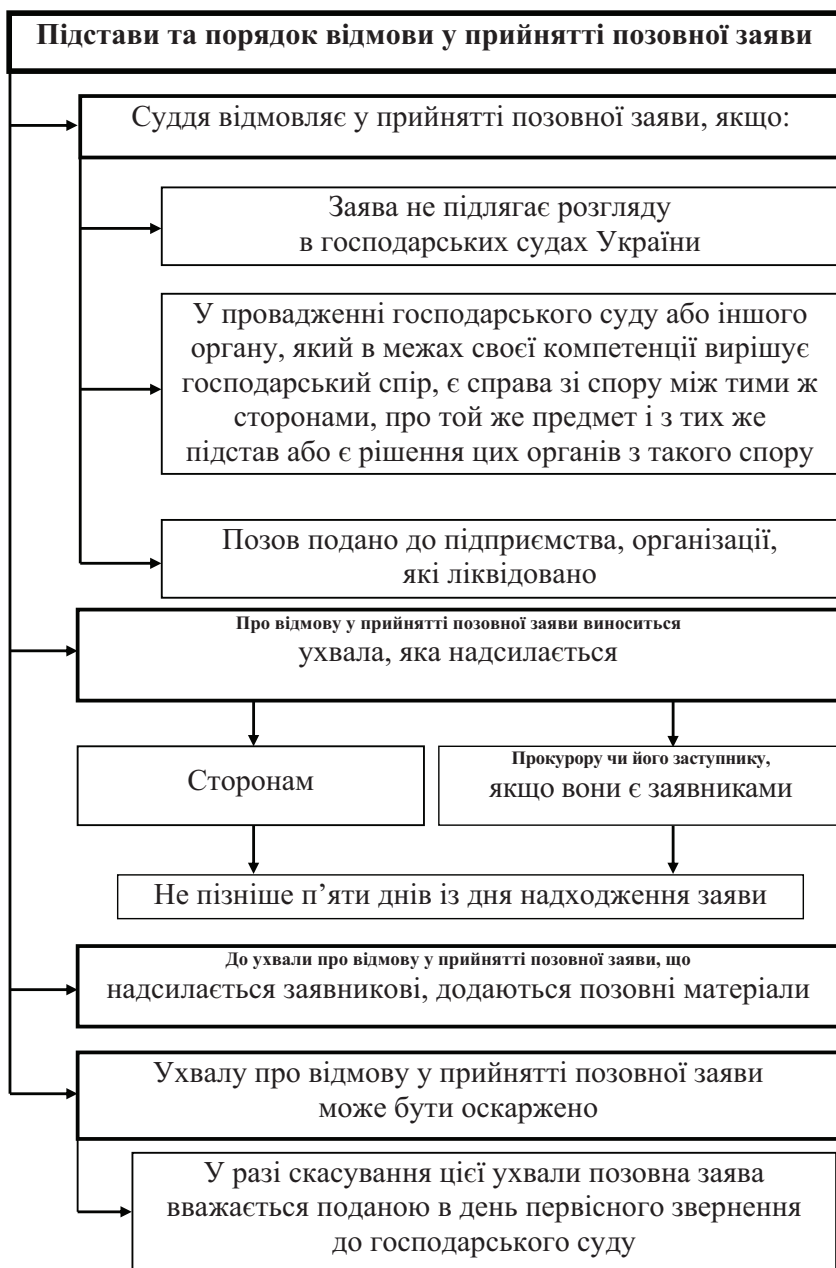 Підстави та порядок відмови у прийнятті позовної заяви
Суддя відмовляє у прийнятті позовної заяви, якщо:
Заява не підлягає розгляду
в господарських судах України
У провадженні господарського суду або іншого
органу, який в межах своєї компетенції вирішує
господарський спір, є справа зі спору між тими ж
сторонами, про той же предмет і з тих же
підстав або є рішення цих органів з такого спору
Позов подано до підприємства, організації,
які ліквідовано
Про відмову у прийнятті позовної заяви виноситься
ухвала, яка надсилається
Сторонам
Прокурору чи його заступнику,
якщо вони є заявниками
Не пізніше п’яти днів із дня надходження заяви
До ухвали про відмову у прийнятті позовної заяви, що
надсилається заявникові, додаються позовні матеріали
Ухвалу про відмову у прийнятті позовної заяви
може бути оскаржено
У разі скасування цієї ухвали позовна заява
вважається поданою в день первісного звернення
до господарського суду